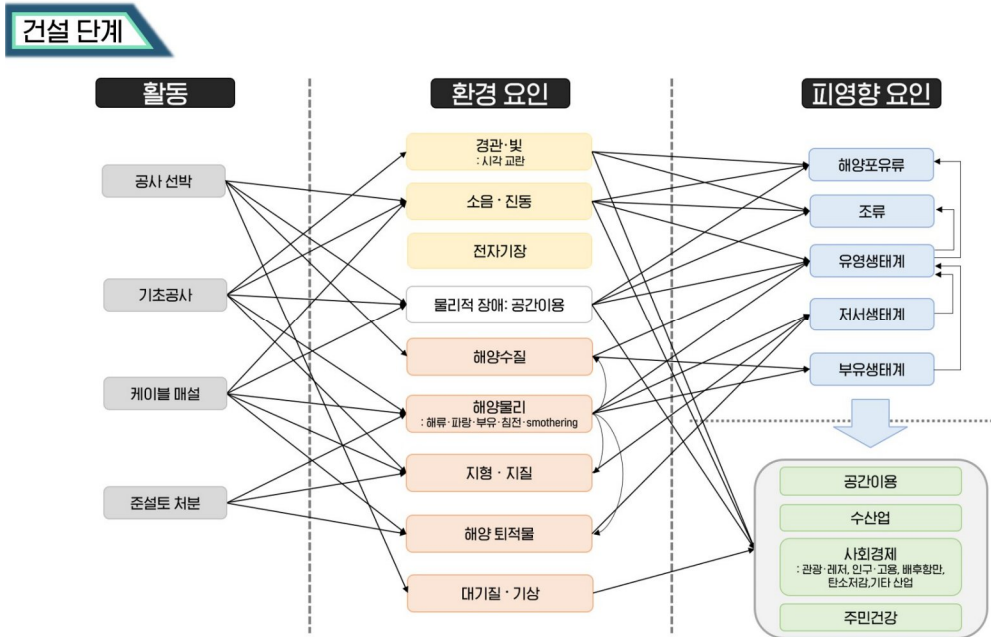 건설 단계
활동
환경 요인
피영향 요인
공사 선박
기초공사
케이블 매설
준설토 처분
경관·빛
: 시각 교란
소음 · 진동
전자기장
물리적 장애: 공간이용
해양수질
해양물리
: 해류·파랑·부유·침전·smothering
지형 · 지질
해양 퇴적물
대기질 · 기상
해양포유류
조류
유영생태계
저서생태계
부유생태계
공간이용
수산업
사회경제
: 관광·레저, 인구·고용, 배후항만,
탄소저감,기타 산업
주민건강